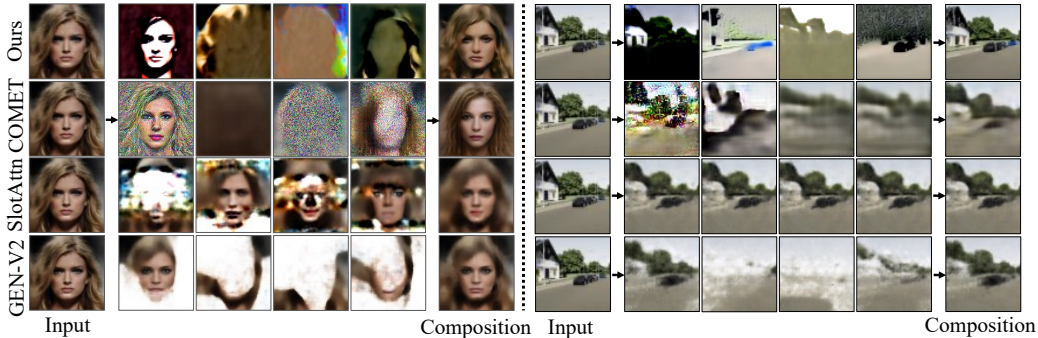 Ours
COMET
SlotAttn
GEN-V2
Input
Composition
Input
Composition